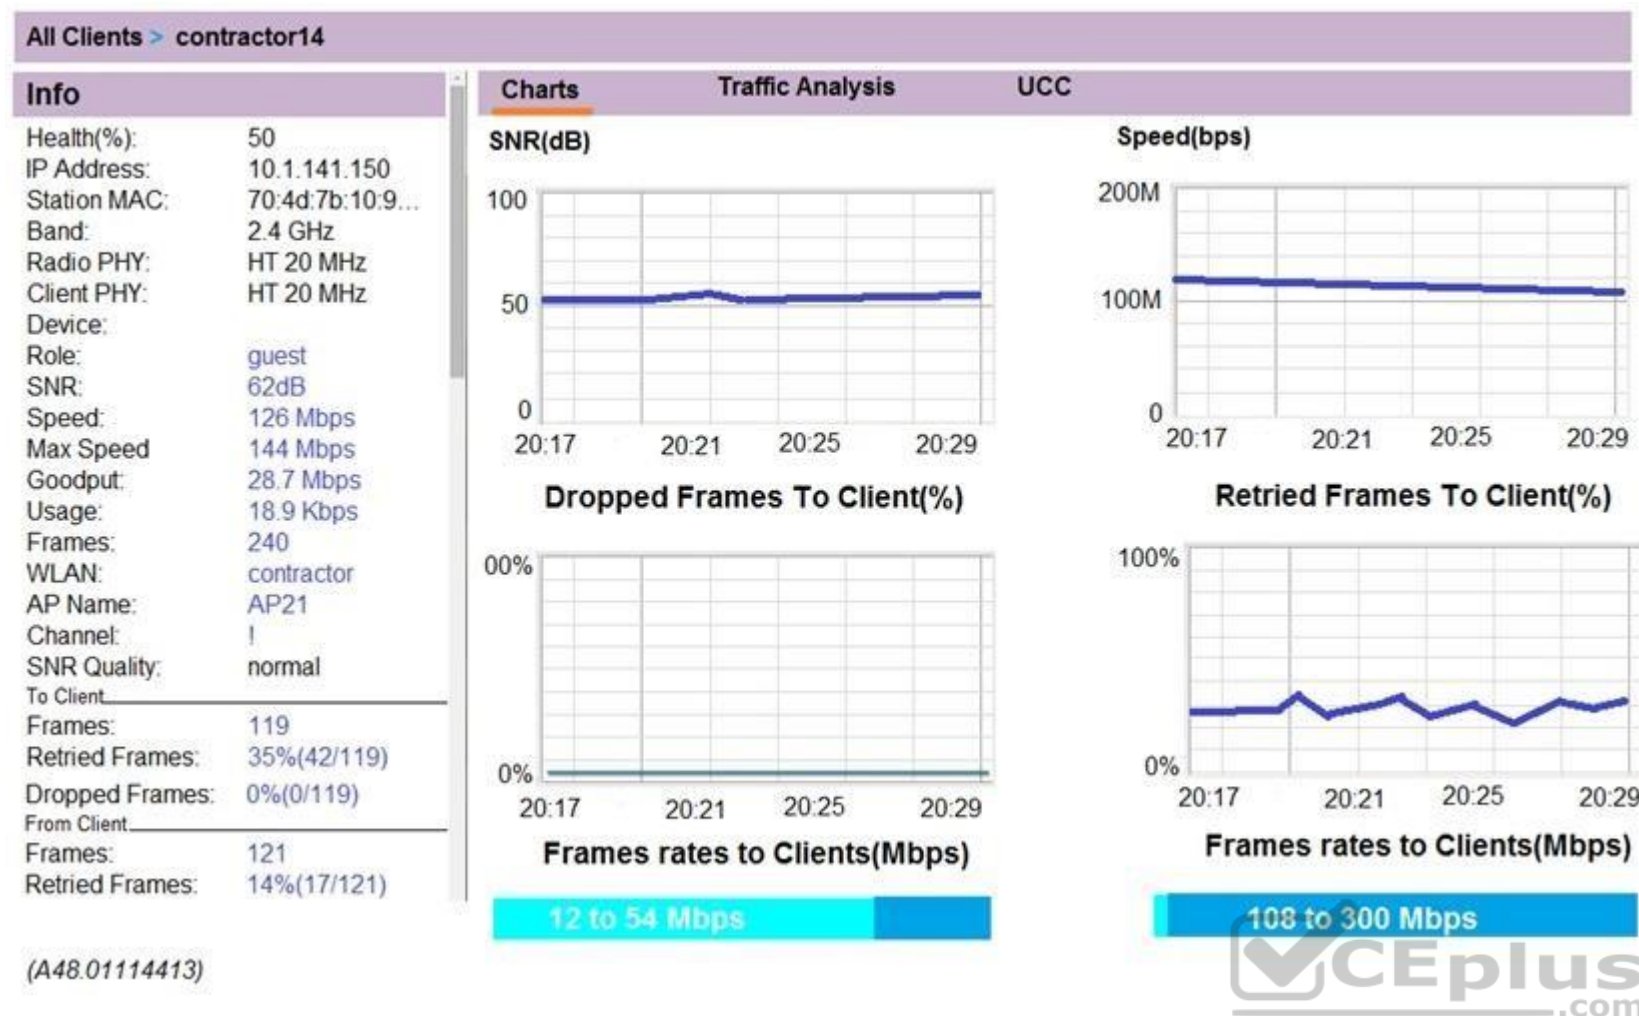 All Clients > contractor14
Info
Health(%): 50
IP Address: 10.1.141.150
Station MAC: 70:4d:7b:10:9...
Band: 2.4 GHz
Radio PHY: HT 20 MHz
Client PHY: HT 20 MHz
Device:
Role: guest
SNR: 62dB
Speed: 126 Mbps
Max Speed 144 Mbps
Goodput: 28.7 Mbps
Usage: 18.9 Kbps
Frames: 240
WLAN: contractor
AP Name: AP21
Channel: !
SNR Quality: normal
To Client
Frames: 119
Retried Frames: 35%(42/119)
Dropped Frames: 0%(0/119)
From Client
Frames: 121
Retried Frames: 14%(17/121)
(A48.01114413)
Charts Traffic Analysis UCC
SNR(dB)
100
50
0
20:17 20:21 20:25 20:29
Speed(bps)
200M
100M
0
20:17 20:21 20:25 20:29
Dropped Frames To Client(%)
00%
0%
20:17 20:21 20:25 20:29
Retried Frames To Client(%)
100%
0%
20:17 20:21 20:25 20:29
Frames rates to Clients(Mbps)
12 to 54 Mbps
Frames rates to Clients(Mbps)
108 to 300 Mbps
CEplus
.com